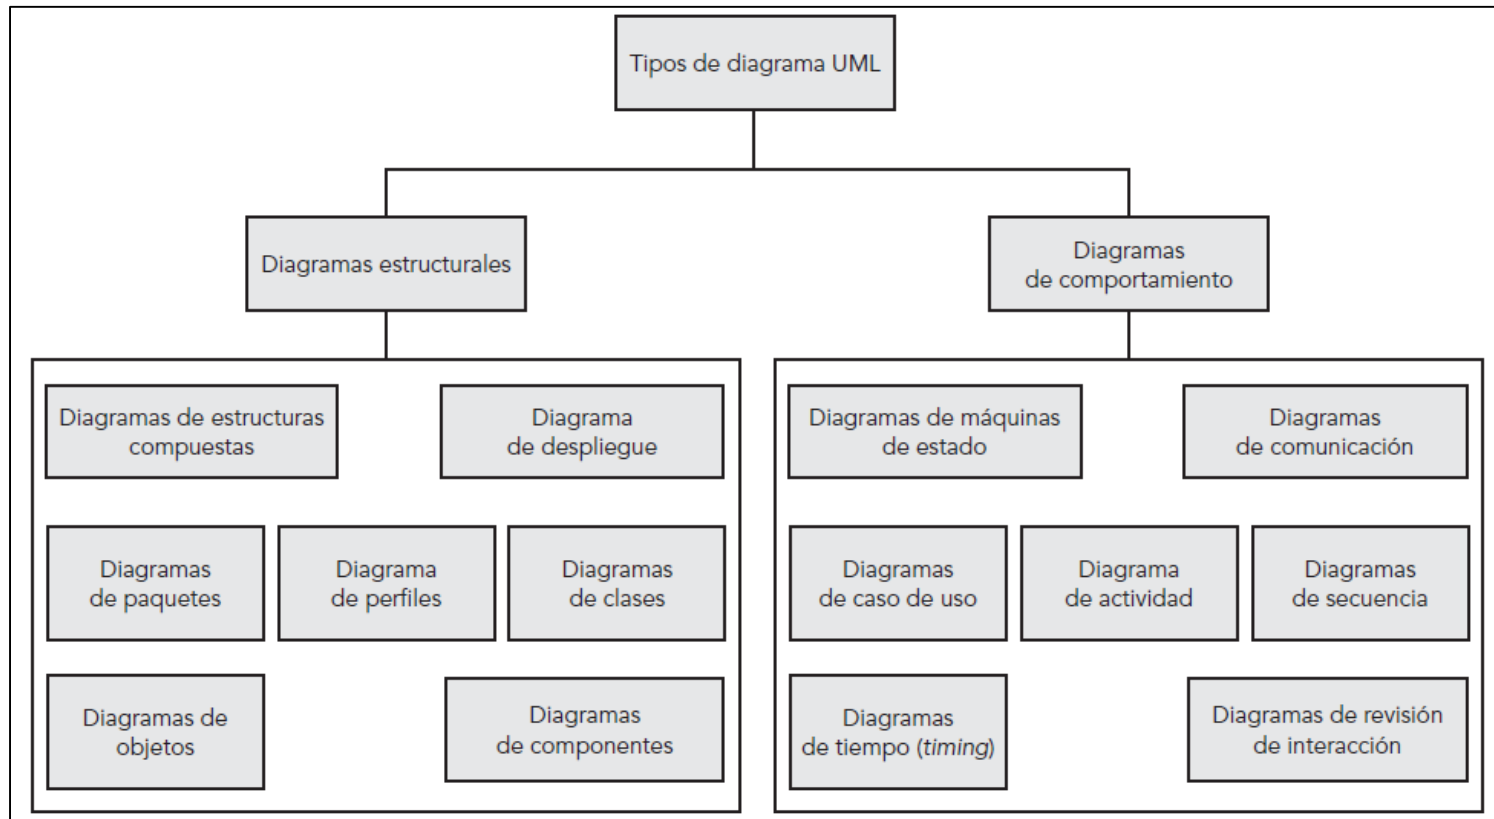 Tipos de diagrama UML
Diagramas estructurales
Diagramas
de comportamiento
Diagramas de estructuras
compuestas
Diagrama
de despliegue
Diagramas
de paquetes
Diagrama
de perfiles
Diagramas
de clases
Diagramas de
objetos
Diagramas
de componentes
Diagramas de máquinas
de estado
Diagramas
de comunicación
Diagramas
de caso de uso
Diagrama
de actividad
Diagramas
de secuencia
Diagramas
de tiempo (timing)
Diagramas de revisión
de interacción